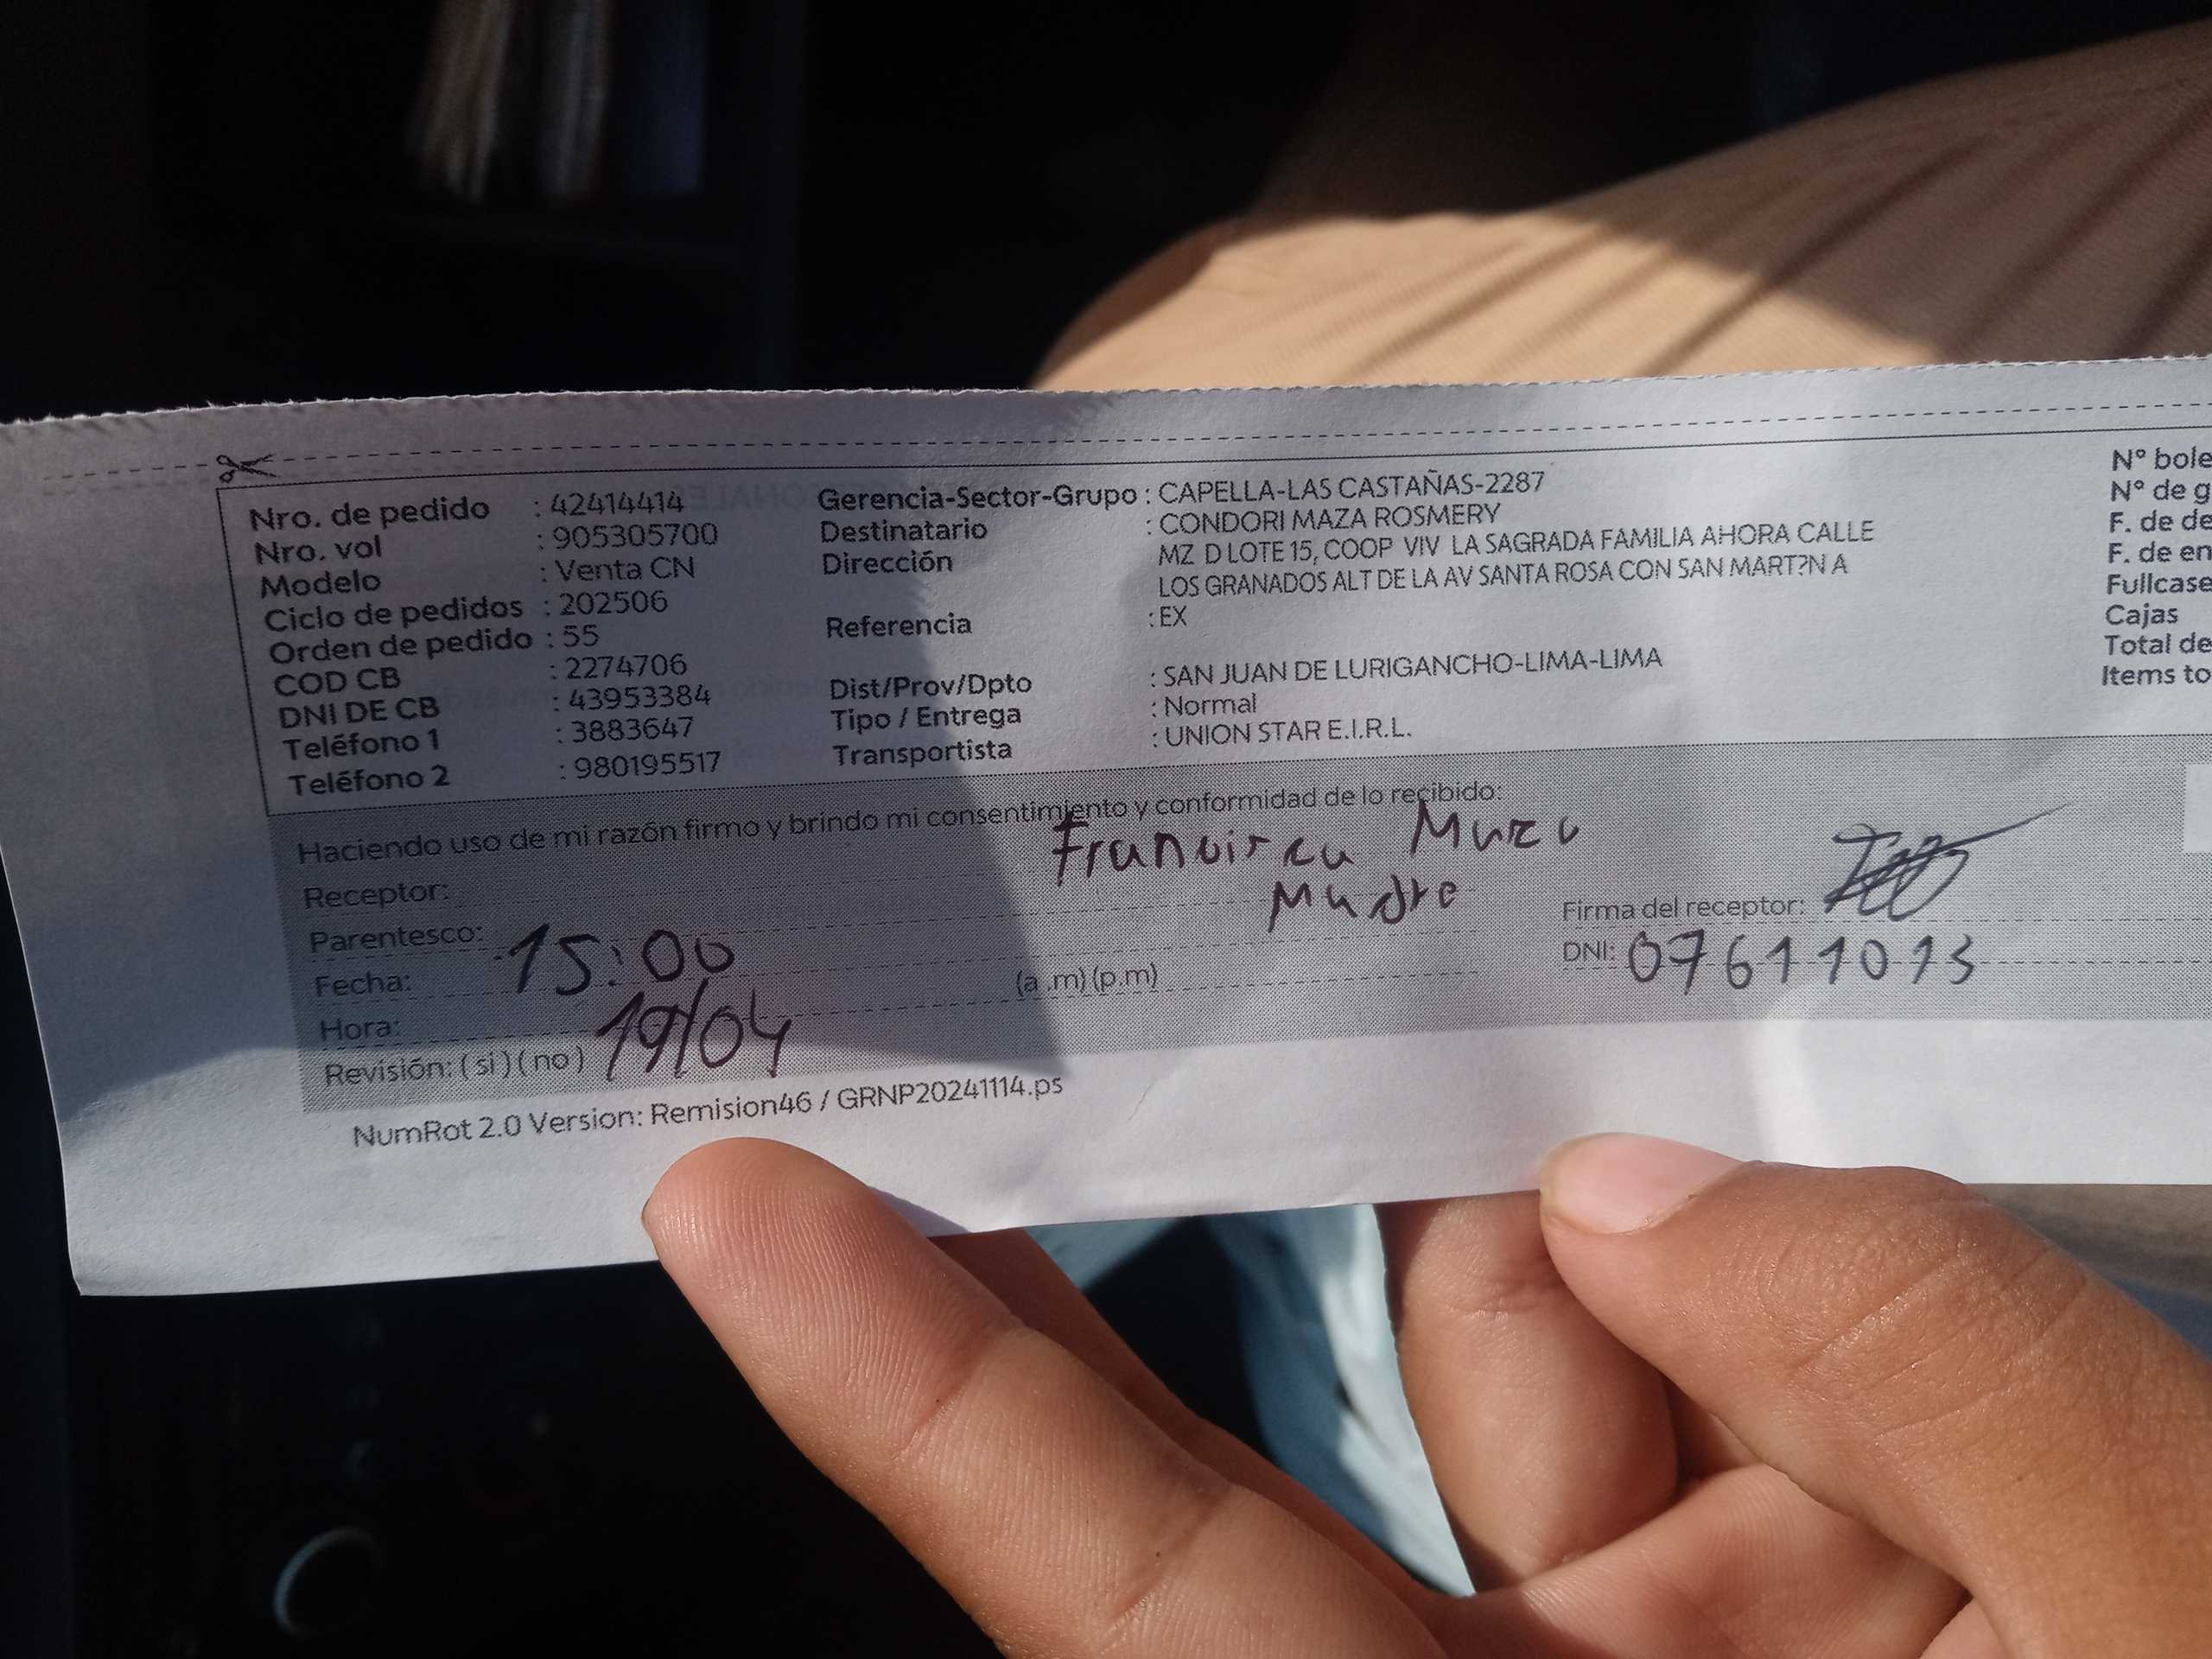 Nro. de pedido : 42414414
Nro. vol : 905305700
Modelo : Venta CN
Ciclo de pedidos : 202506
Orden de pedido : 55
COD CB : 2274706
DNI DE CB : 43953384
Teléfono 1 : 3883647
Teléfono 2 : 980195517
Gerencia-Sector-Grupo : CAPELLA-LAS CASTAÑAS-2287
Destinatario : CONDORI MAZA ROSMERY
Dirección MZ D LOTE 15, COOP VIV LA SAGRADA FAMILIA AHORA CALLE
LOS GRANADOS ALT DE LA AV SANTA ROSA CON SAN MART?N A
Referencia : EX
Dist/Prov/Dpto : SAN JUAN DE LURIGANCHO-LIMA-LIMA
Tipo / Entrega : Normal
Transportista : UNION STAR E.I.R.L.
N° bole
N° de g
F. de de
F. de en
Fullcase
Cajas
Total de
Items to
Haciendo uso de mi razón firmo y brindo mi consentimiento y conformidad de lo recibido:
Receptor: Francisca Maza
Parentesco: Madre
Fecha: 15:00
(a .m) (p.m)
Hora: 19/04
Revisión: ( si ) ( no )
Firma del receptor:
DNI: 07611013
NumRot 2.0 Version: Remision46 / GRNP20241114.ps